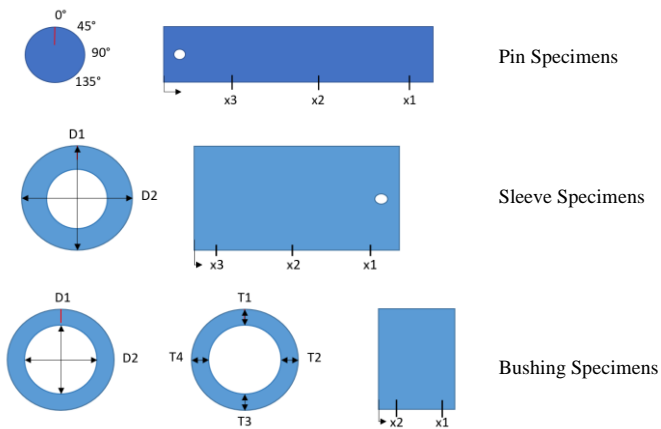 0°
45°
90°
135°
x3
x2
x1
Pin Specimens
D1
D2
x3
x2
x1
Sleeve Specimens
D1
D2
T1
T4
T2
T3
x2
x1
Bushing Specimens